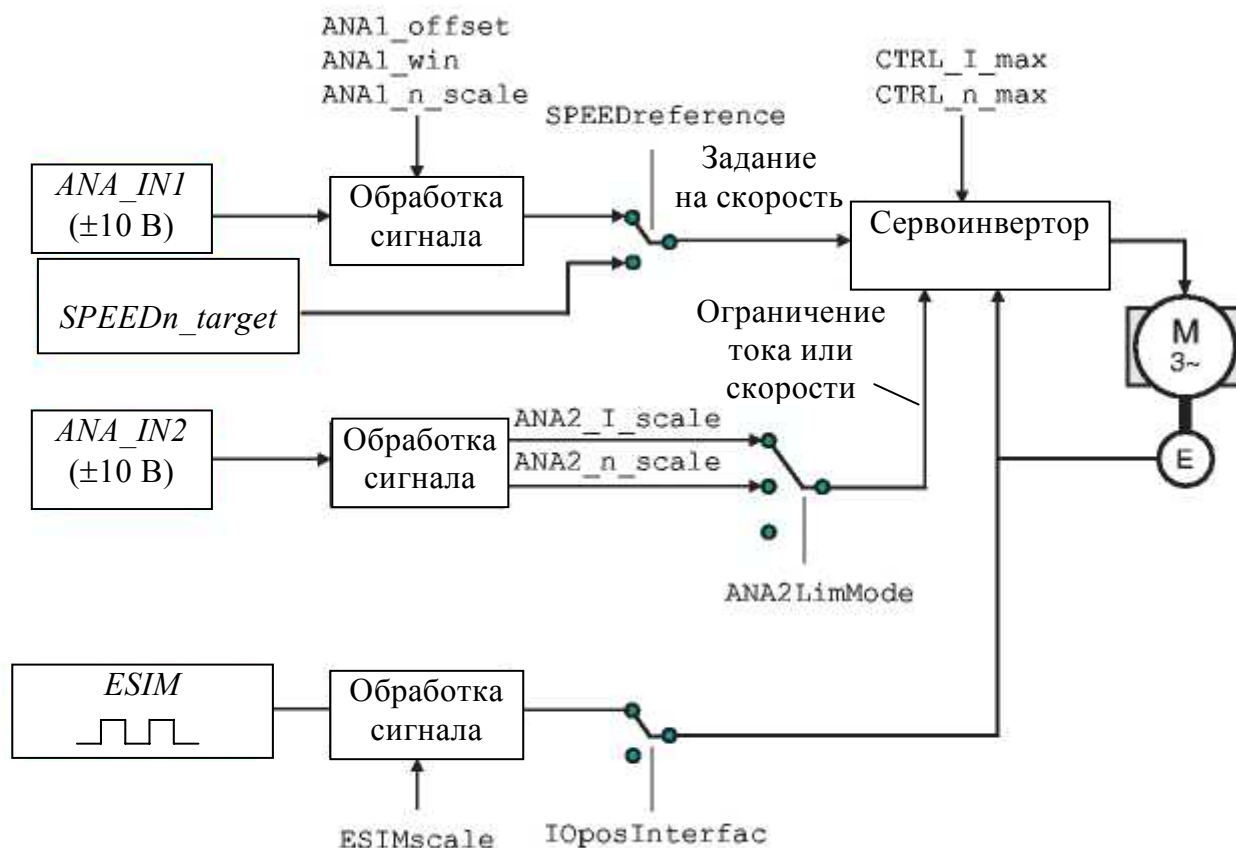 ANA1_offset
ANA1_win
ANA1_n_scale
CTRL_I_max
CTRL_n_max
SPEEDreference
Задание
на скорость
ANA_IN1
(±10 В)
Обработка
сигнала
Сервоинвертор
SPEEDn_target
Ограничение
тока или
скорости
M
3~
E
ANA_IN2
(±10 В)
Обработка
сигнала
ANA2_I_scale
ANA2_n_scale
ANA2LimMode
ESIM
Обработка
сигнала
ESIMscale
IOposInterfac